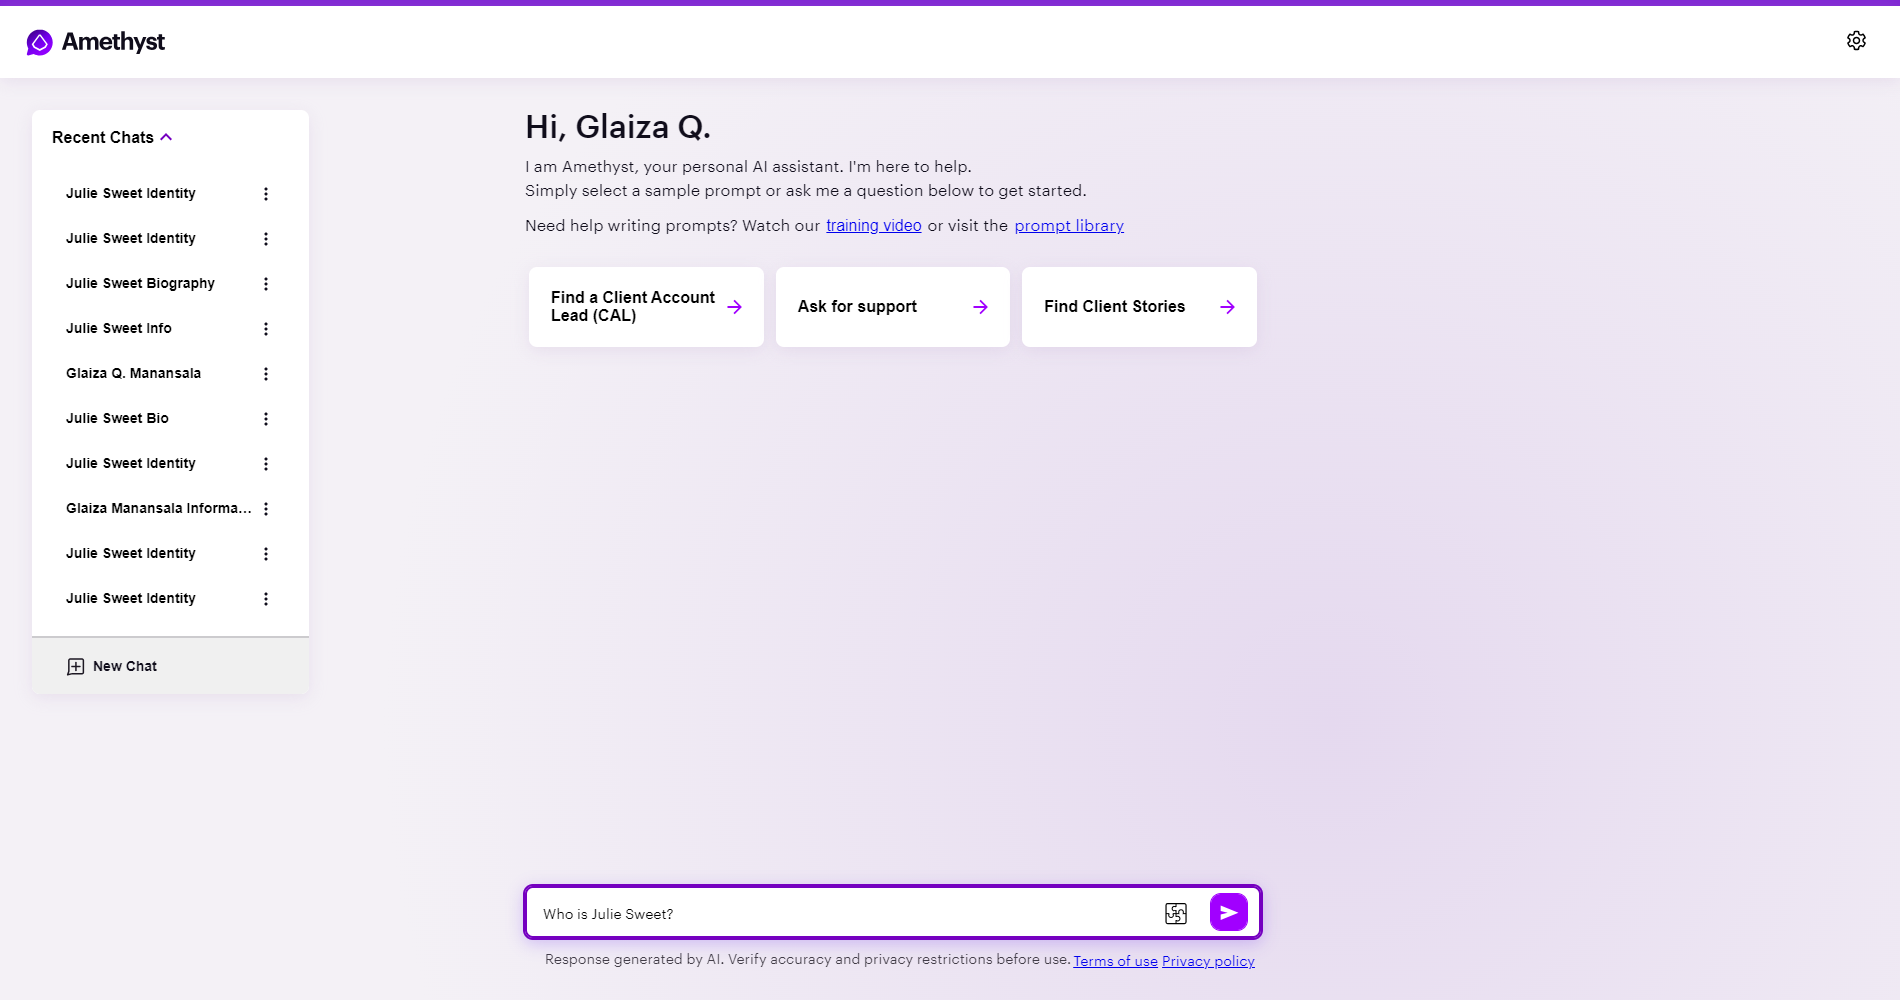 Amethyst
Recent Chats
Julie Sweet Identity
Julie Sweet Identity
Julie Sweet Biography
Julie Sweet Info
Glaiza Q. Manansala
Julie Sweet Bio
Julie Sweet Identity
Glaiza Manansala Informa...
Julie Sweet Identity
Julie Sweet Identity
New Chat
Hi, Glaiza Q.
I am Amethyst, your personal AI assistant. I'm here to help.
Simply select a sample prompt or ask me a question below to get started.
Need help writing prompts? Watch our training video or visit the prompt library
Find a Client Account
Lead (CAL)
Ask for support
Find Client Stories
Who is Julie Sweet?
Response generated by AI. Verify accuracy and privacy restrictions before use. Terms of use Privacy policy